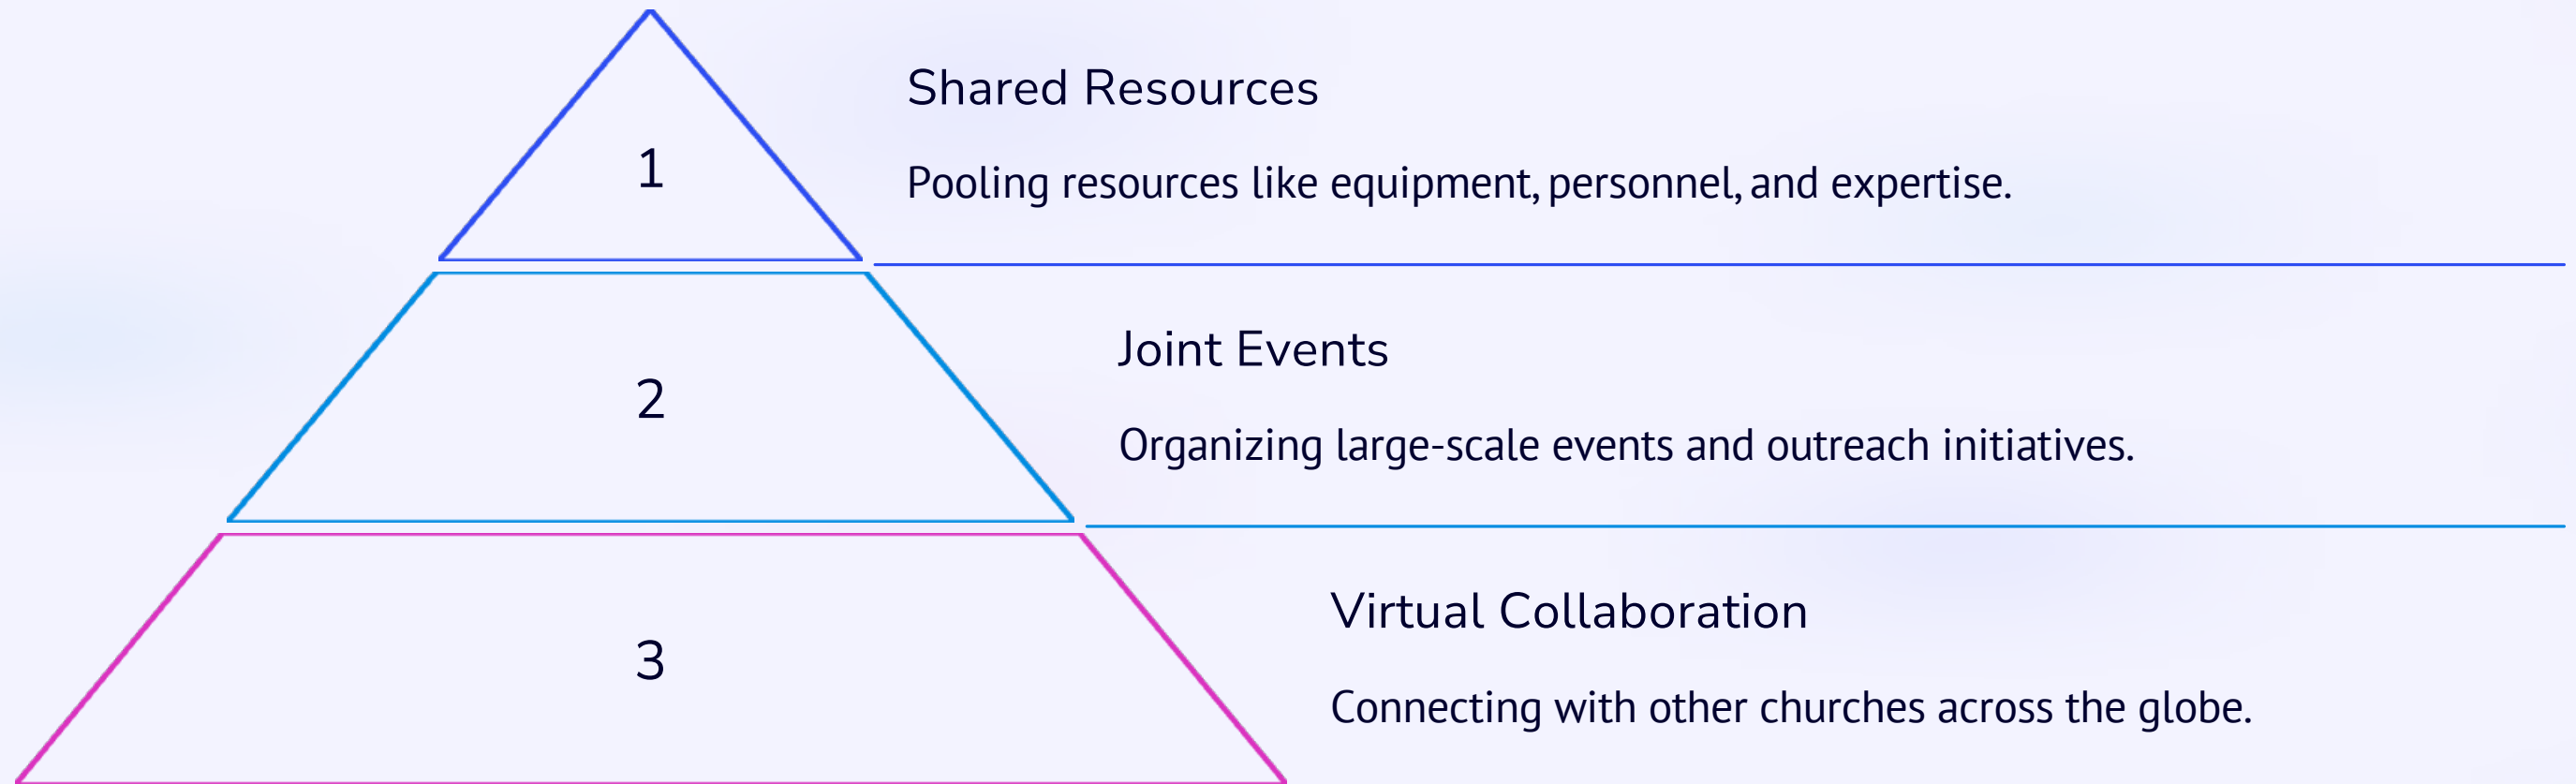 1
Shared Resources
Pooling resources like equipment, personnel, and expertise.
2
Joint Events
Organizing large-scale events and outreach initiatives.
3
Virtual Collaboration
Connecting with other churches across the globe.